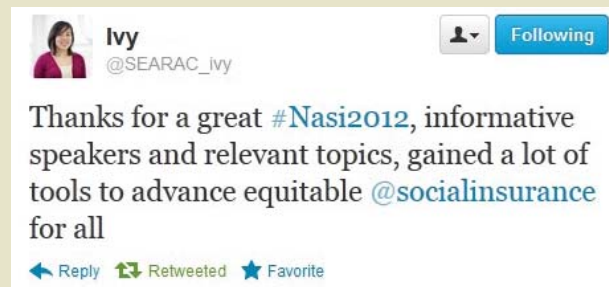 Ivy
@SEARAC_ivy
Following
Thanks for a great #Nasi2012, informative
speakers and relevant topics, gained a lot of
tools to advance equitable @socialinsurance
for all
Reply Retweeted Favorite